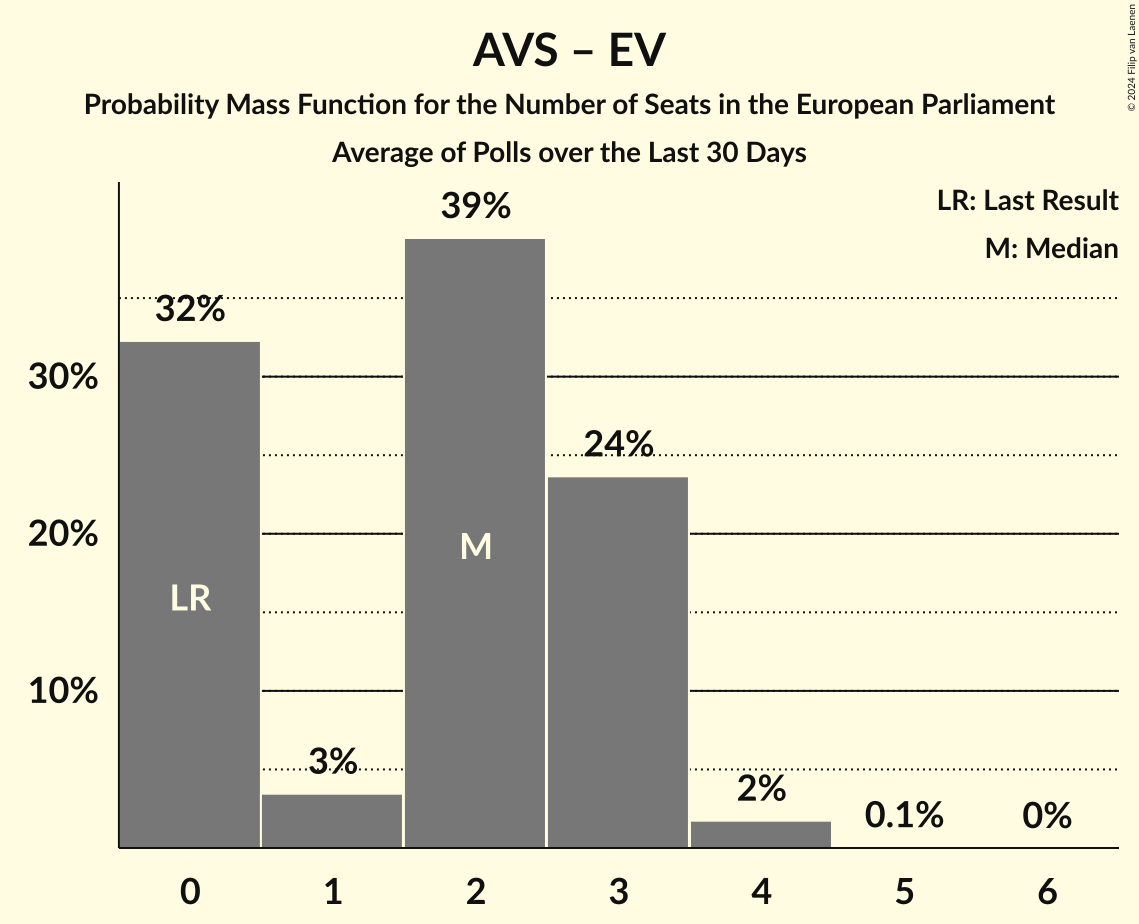 AVS – EV
Probability Mass Function for the Number of Seats in the European Parliament
Average of Polls over the Last 30 Days
© 2024 Filip van Laenen
LR: Last Result
M: Median
39%
32%
30%
24%
20%
M
LR
10%
3%
2%
0.1%
0%
0 1 2 3 4 5 6